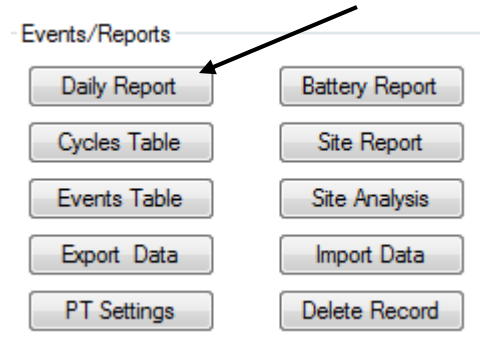 Events/Reports
Daily Report
Battery Report
Cycles Table
Site Report
Events Table
Site Analysis
Export Data
Import Data
PT Settings
Delete Record